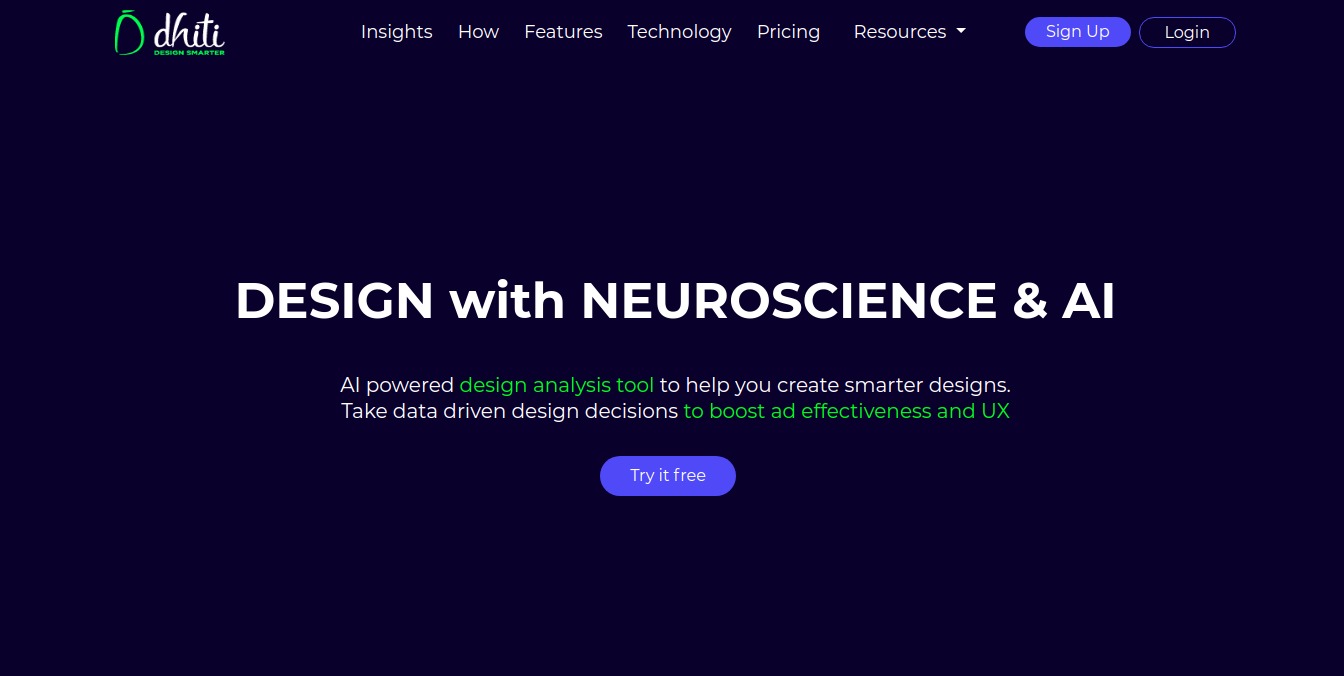 dhiti
DESIGN SMARTER
Insights How Features Technology Pricing Resources Sign Up Login
DESIGN with NEUROSCIENCE & AI
AI powered design analysis tool to help you create smarter designs.
Take data driven design decisions to boost ad effectiveness and UX
Try it free